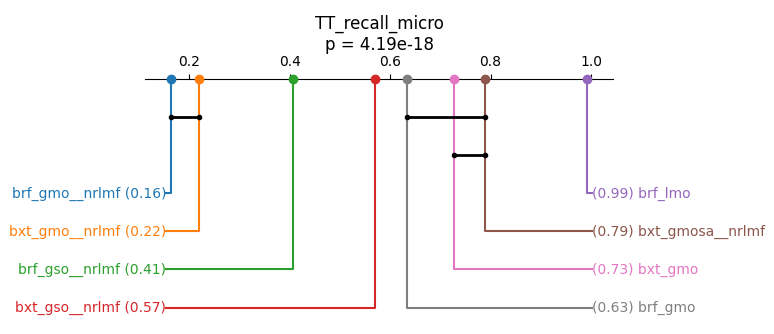 TT_recall_micro
p = 4.19e-18
0.2 0.4 0.6 0.8 1.0
brf_gmo__nrlmf (0.16) (0.99) brf_lmo
bxt_gmo__nrlmf (0.22) (0.79) bxt_gmosa__nrlmf
brf_gso__nrlmf (0.41) (0.73) bxt_gmo
bxt_gso__nrlmf (0.57) (0.63) brf_gmo